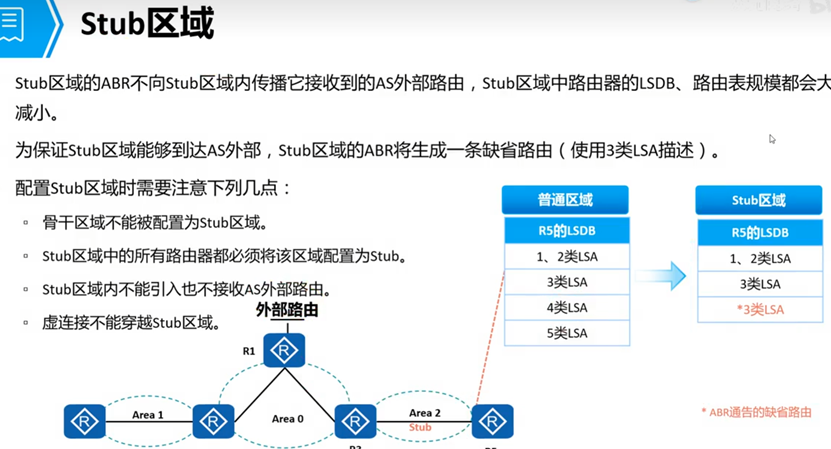 Stub区域
Stub区域的ABR不向Stub区域内传播它接收到的AS外部路由，Stub区域中路由器的LSDB、路由表规模都会大
减小。
为保证Stub区域能够到达AS外部，Stub区域的ABR将生成一条缺省路由（使用3类LSA描述）。
配置Stub区域时需要注意下列几点：
骨干区域不能被配置为Stub区域。
Stub区域中的所有路由器都必须将该区域配置为Stub。
Stub区域内不能引入也不接收AS外部路由。
虚连接不能穿越Stub区域。
外部路由
R1
R
R
Area 1
R
Area 0
R
Area 2
Stub
R
普通区域
R5的LSDB
1、2类LSA
3类LSA
4类LSA
5类LSA
Stub区域
R5的LSDB
1、2类LSA
3类LSA
*3类LSA
* ABR通告的缺省路由